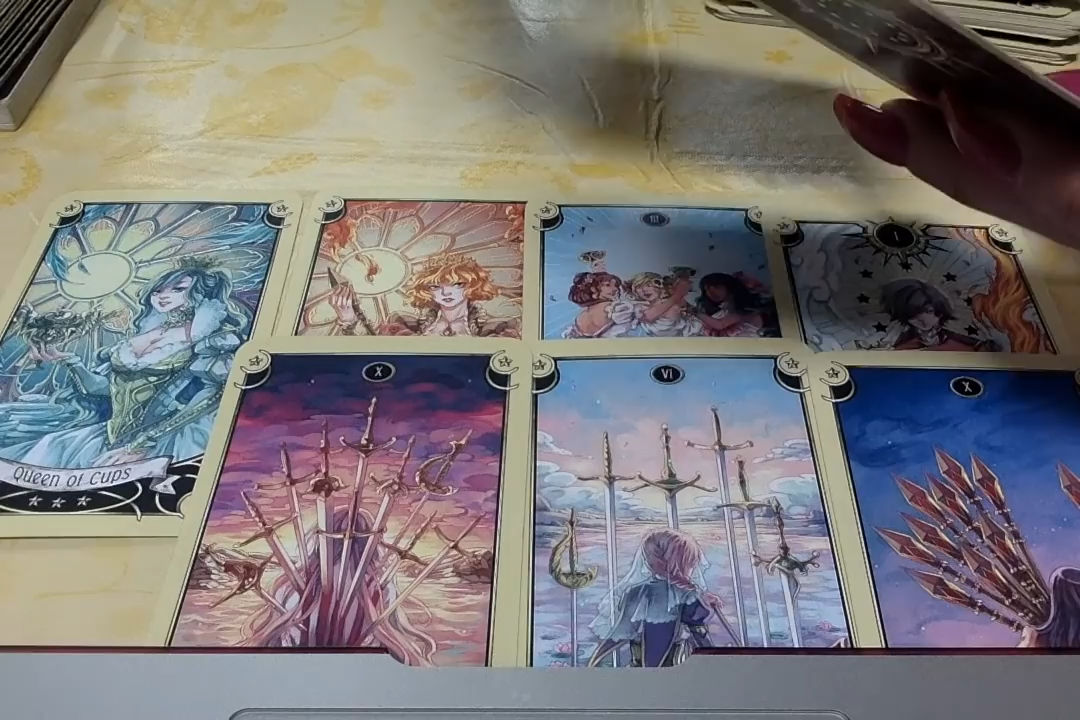 III
I
X
VI
X
Queen of Cups